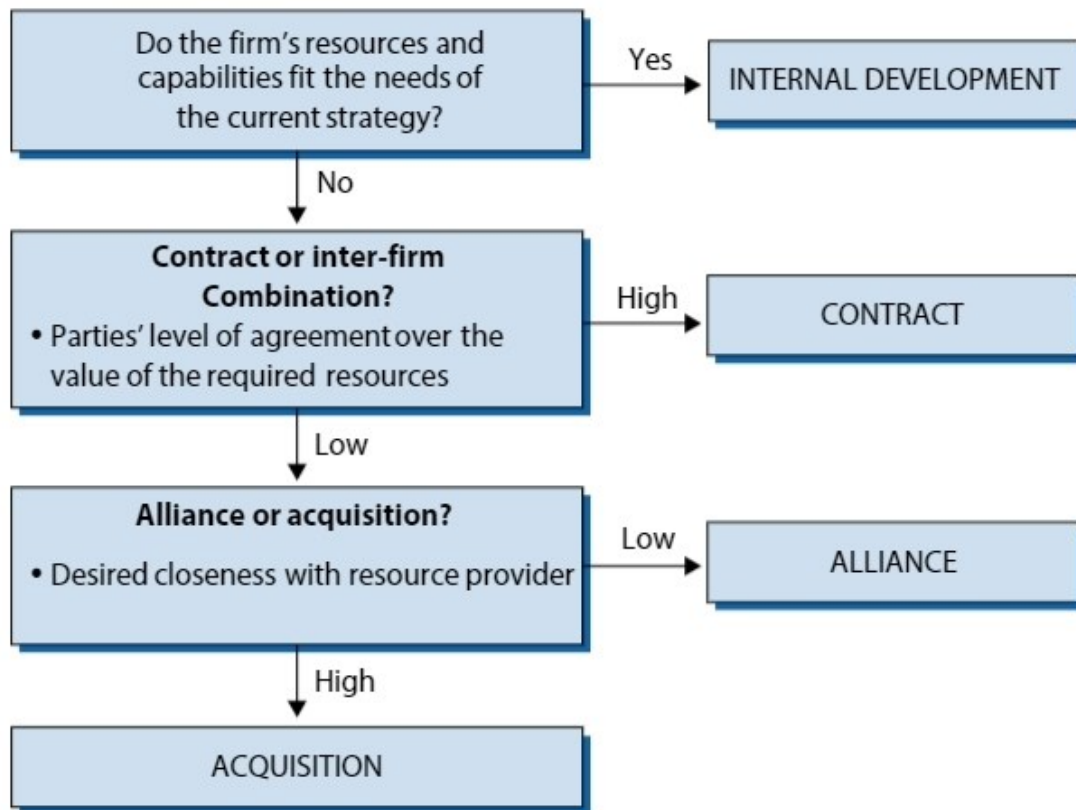 Do the firm's resources and
capabilities fit the needs of
the current strategy?
Yes
INTERNAL DEVELOPMENT
No
Contract or inter-firm
Combination?
• Parties' level of agreement over the
value of the required resources
High
CONTRACT
Low
Alliance or acquisition?
• Desired closeness with resource provider
Low
ALLIANCE
High
ACQUISITION